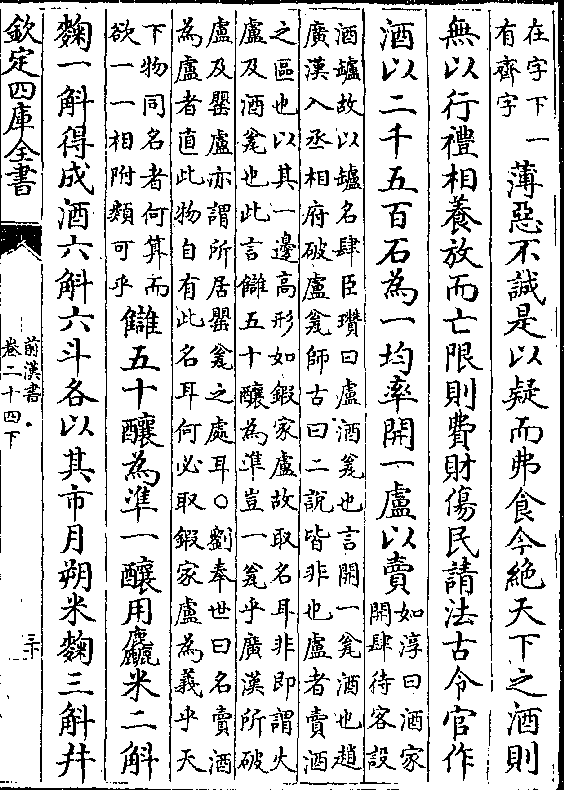 在字下一
有齊字
薄惡不誠是以疑而弗食今絶天下之酒則
無以行禮相養放而亡限則費財傷民請法古令官作
酒以二千五百石為一均率開一盧以賣
如淳曰酒家
開肆待客設
酒壚故以壚名肆臣瓚曰盧酒瓮也言開一瓮酒也趙
廣漢入丞相府破盧瓮師古曰二說皆非也盧者賣酒
之區也以其一邊高形如鍜家盧故取名耳非即謂火
盧及酒瓮也此言讎五十釀為準豈一瓮乎廣漢所破
盧及罌盧亦謂所居罌瓮之處耳○劉奉世曰名賣酒
為盧者直此物自有此名耳何必取鍜家盧為義乎天
下物同名者何算而
欲一一相附類可乎
讎五十釀為準一釀用麤米二斛
麴一斛得成酒六斛六斗各以其市月朔米麴三斛并
欽定四庫全書
前漢書
卷二十四下
三十